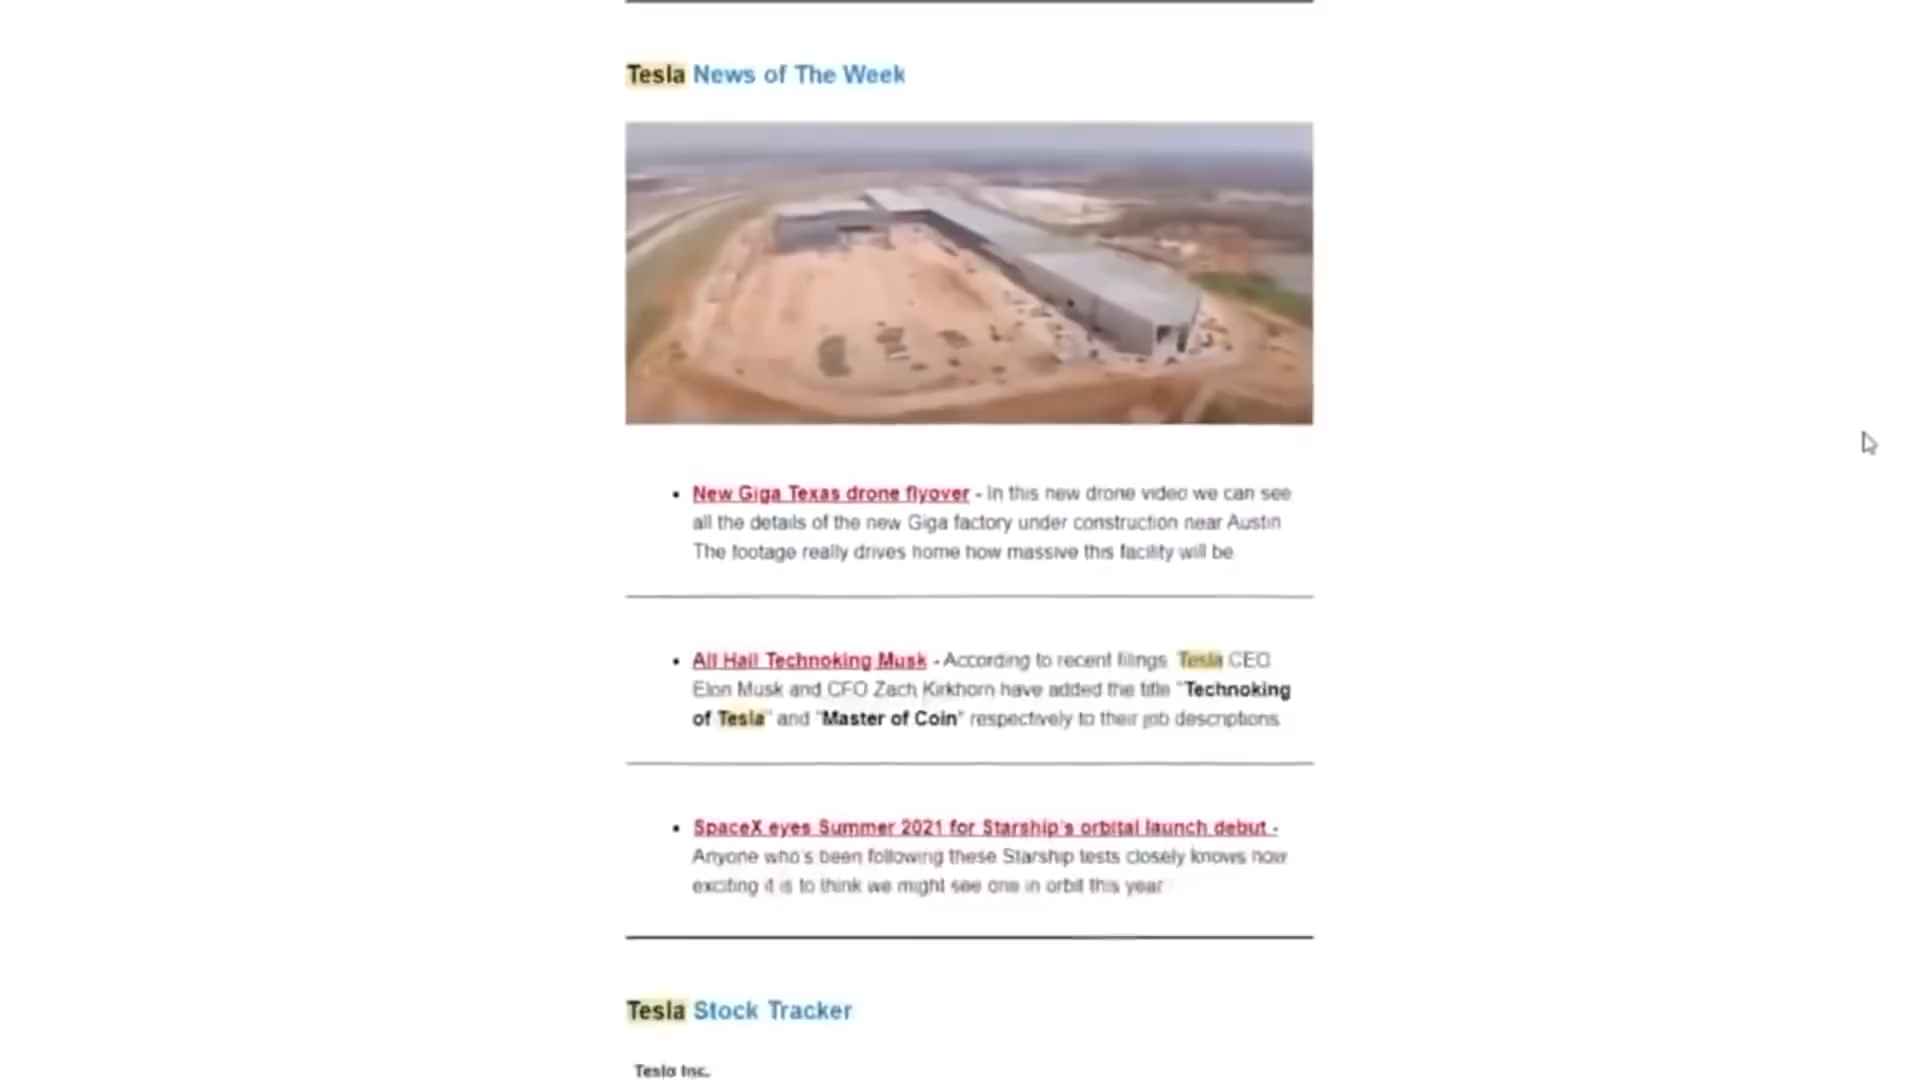 Tesla News of The Week
• New Giga Texas drone flyover - In this new drone video we can see
all the details of the new Giga factory under construction near Austin
The footage really drives home how massive this facility will be
• All Hail Technoking Musk - According to recent filings Tesla CEO
Elon Musk and CFO Zach Kirkhorn have added the title "Technoking
of Tesla" and "Master of Coin" respectively to their job descriptions
• SpaceX eyes Summer 2021 for Starship's orbital launch debut -
Anyone who's been following these Starship tests closely knows how
exciting it is to think we might see one in orbit this year
Tesla Stock Tracker
Tesla Inc.